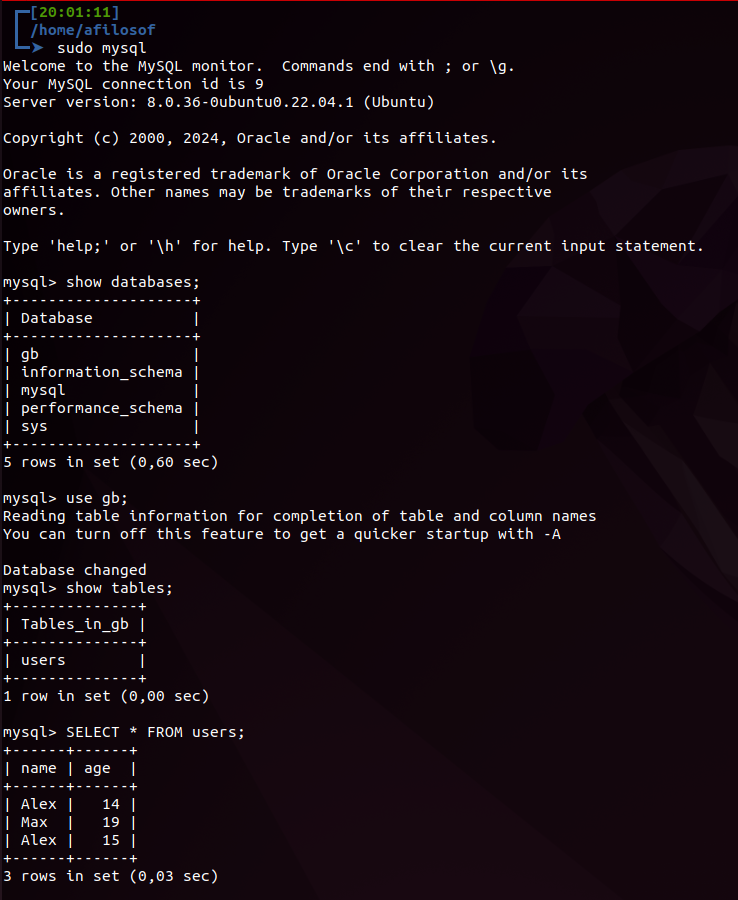 [20:01:11]
/home/afilosof
➤ sudo mysql
Welcome to the MySQL monitor.  Commands end with ; or \g.
Your MySQL connection id is 9
Server version: 8.0.36-0ubuntu0.22.04.1 (Ubuntu)

Copyright (c) 2000, 2024, Oracle and/or its affiliates.

Oracle is a registered trademark of Oracle Corporation and/or its
affiliates. Other names may be trademarks of their respective
owners.

Type 'help;' or '\h' for help. Type '\c' to clear the current input statement.

mysql> show databases;
+--------------------+
| Database           |
+--------------------+
| gb                 |
| information_schema |
| mysql              |
| performance_schema |
| sys                |
+--------------------+
5 rows in set (0,60 sec)

mysql> use gb;
Reading table information for completion of table and column names
You can turn off this feature to get a quicker startup with -A

Database changed
mysql> show tables;
+--------------+
| Tables_in_gb |
+--------------+
| users        |
+--------------+
1 row in set (0,00 sec)

mysql> SELECT * FROM users;
+------+------+
| name | age  |
+------+------+
| Alex |   14 |
| Max  |   19 |
| Alex |   15 |
+------+------+
3 rows in set (0,03 sec)